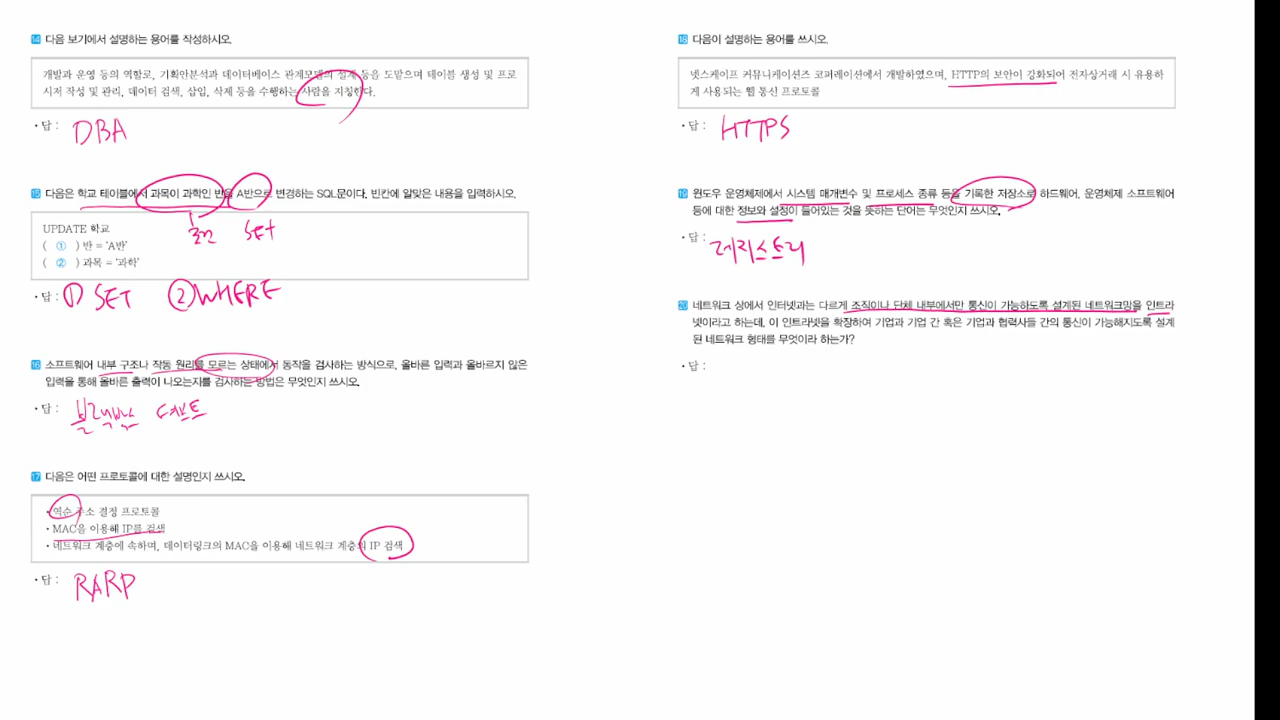 14 다음 보기에서 설명하는 용어를 작성하시오.
개발과 운영 등의 역할로, 기획안분석과 데이터베이스 관계모델의 설계 등을 도맡으며 테이블 생성 및 프로
시저 작성 및 관리, 데이터 검색, 삽입, 삭제 등을 수행하는 사람을 지칭한다.
• 답 : DBA
15 다음은 학교 테이블에서 과목이 과학인 반을 A반으로 변경하는 SQL문이다. 빈칸에 알맞은 내용을 입력하시오.
조건 SET
UPDATE 학교
( ① ) 반 = 'A반'
( ② ) 과목 = '과학'
• 답 : ① SET ② WHERE
16 소프트웨어 내부 구조나 작동 원리를 모르는 상태에서 동작을 검사하는 방식으로, 올바른 입력과 올바르지 않은
입력을 통해 올바른 출력이 나오는지를 검사하는 방법은 무엇인지 쓰시오.
• 답 : 블랙박스 테스트
17 다음은 어떤 프로토콜에 대한 설명인지 쓰시오.
• 역순 주소 결정 프로토콜
• MAC을 이용해 IP를 검색
• 네트워크 계층에 속하며, 데이터링크의 MAC을 이용해 네트워크 계층의 IP 검색
• 답 : RARP
18 다음이 설명하는 용어를 쓰시오.
넷스케이프 커뮤니케이션즈 코퍼레이션에서 개발하였으며, HTTP의 보안이 강화되어 전자상거래 시 유용하
게 사용되는 웹 통신 프로토콜
• 답 : HTTPS
19 윈도우 운영체제에서 시스템 매개변수 및 프로세스 종류 등을 기록한 저장소로 하드웨어, 운영체제 소프트웨어
등에 대한 정보와 설정이 들어있는 것을 뜻하는 단어는 무엇인지 쓰시오.
• 답 : 레지스트리
20 네트워크 상에서 인터넷과는 다르게 조직이나 단체 내부에서만 통신이 가능하도록 설계된 네트워크망을 인트라
넷이라고 하는데, 이 인트라넷을 확장하여 기업과 기업 간 혹은 기업과 협력사들 간의 통신이 가능해지도록 설계
된 네트워크 형태를 무엇이라 하는가?
• 답 :